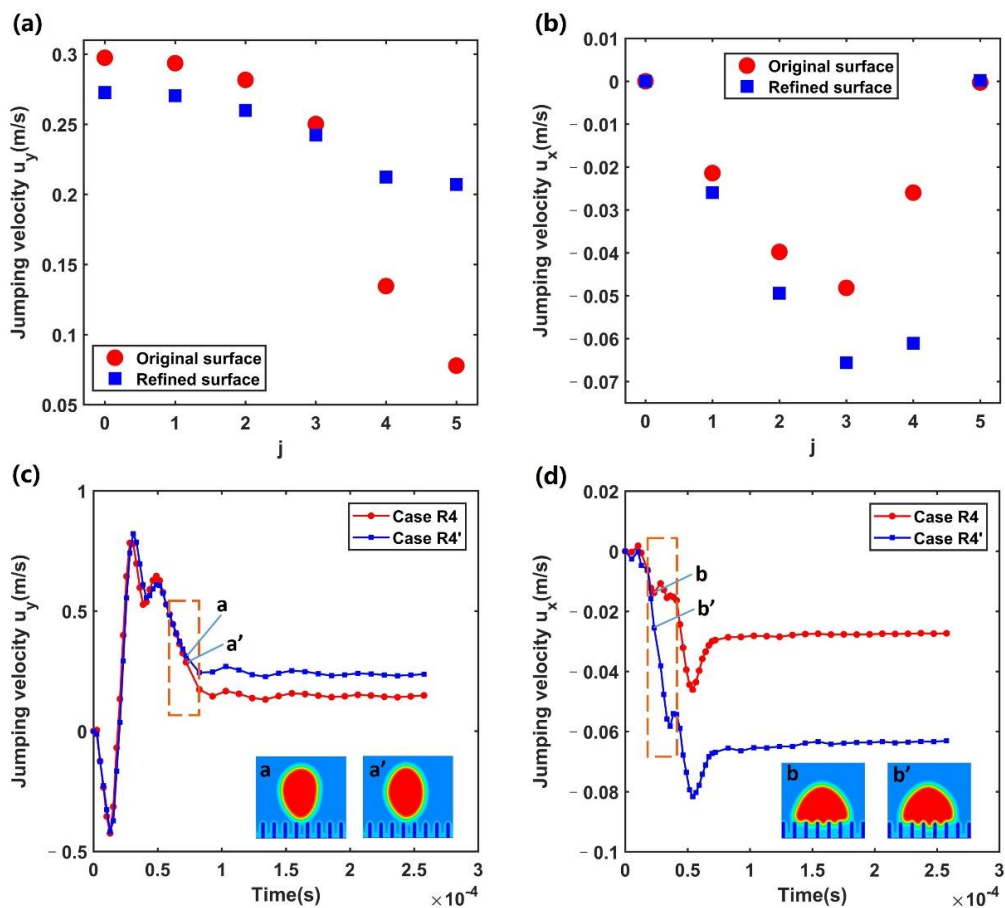 (a)
0.3
0.25
0.2
0.15
0.1
0.05
Jumping velocity u_y(m/s)
Original surface
Refined surface
0 1 2 3 4 5
j
(b)
0.01
0
− 0.01
− 0.02
− 0.03
− 0.04
− 0.05
− 0.06
− 0.07
Jumping velocity u_x(m/s)
Original surface
Refined surface
0 1 2 3 4 5
j
(c)
1
0.5
0
− 0.5
Jumping velocity u_y(m/s)
Case R4
Case R4'
a
a'
a
a'
0 0.5 1 1.5 2 2.5 3
Time(s)
×10⁻⁴
(d)
0.02
0
− 0.02
− 0.04
− 0.06
− 0.08
− 0.1
Jumping velocity u_x(m/s)
Case R4
Case R4'
b
b'
b
b'
0 0.5 1 1.5 2 2.5 3
Time(s)
×10⁻⁴